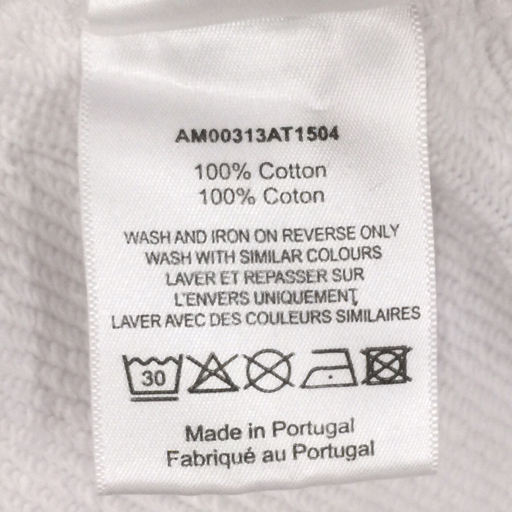 AM00313AT1504
100% Cotton
100% Coton
WASH AND IRON ON REVERSE ONLY
WASH WITH SIMILAR COLOURS
LAVER ET REPASSER SUR
L'ENVERS UNIQUEMENT,
LAVER AVEC DES COULEURS SIMILAIRES
30
Made in Portugal
Fabriqué au Portugal